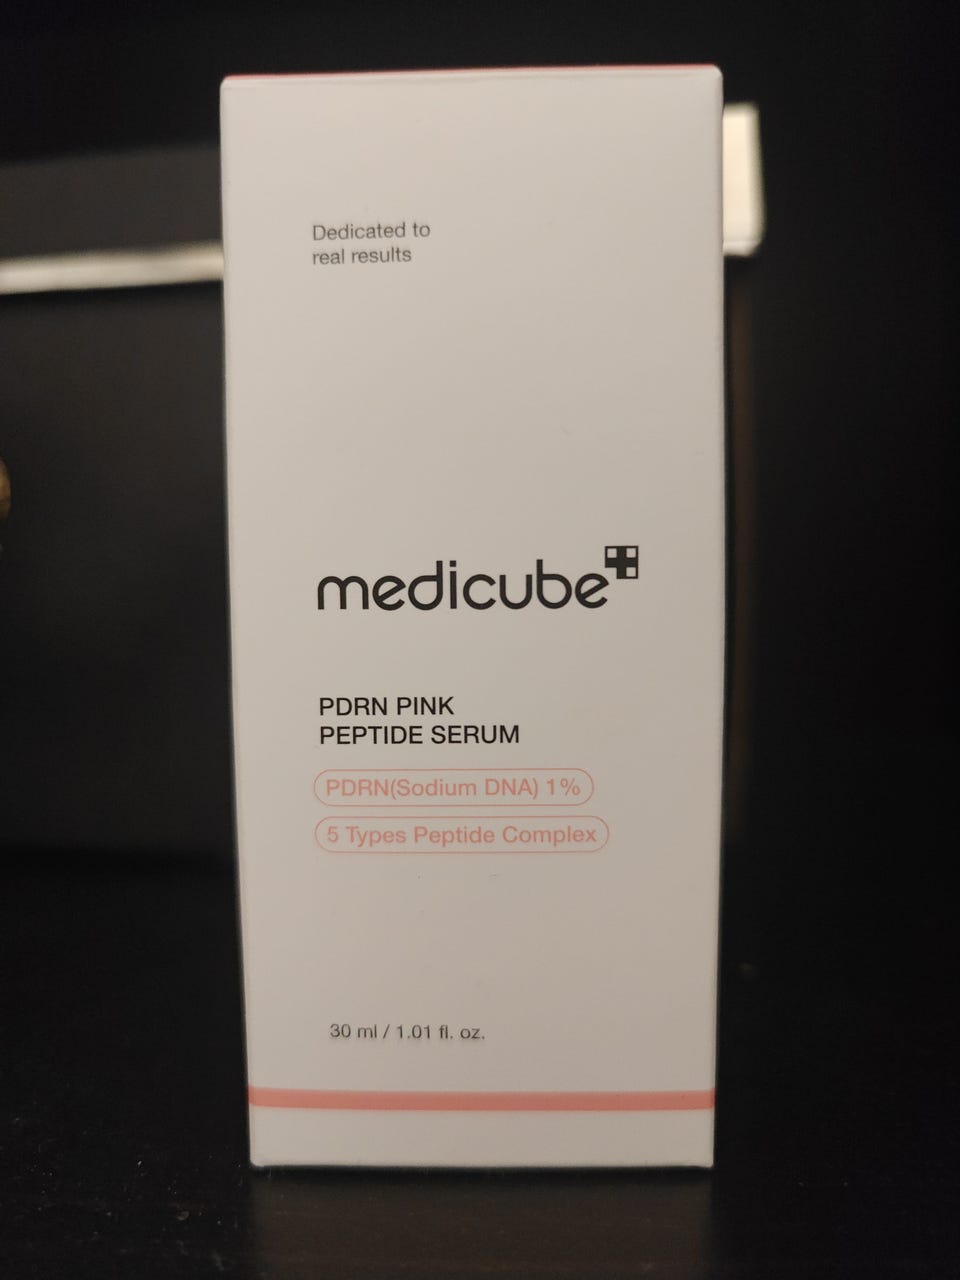 Dedicated to
real results
medicube
PDRN PINK
PEPTIDE SERUM
PDRN(Sodium DNA) 1%
5 Types Peptide Complex
30 ml / 1.01 fl. oz.